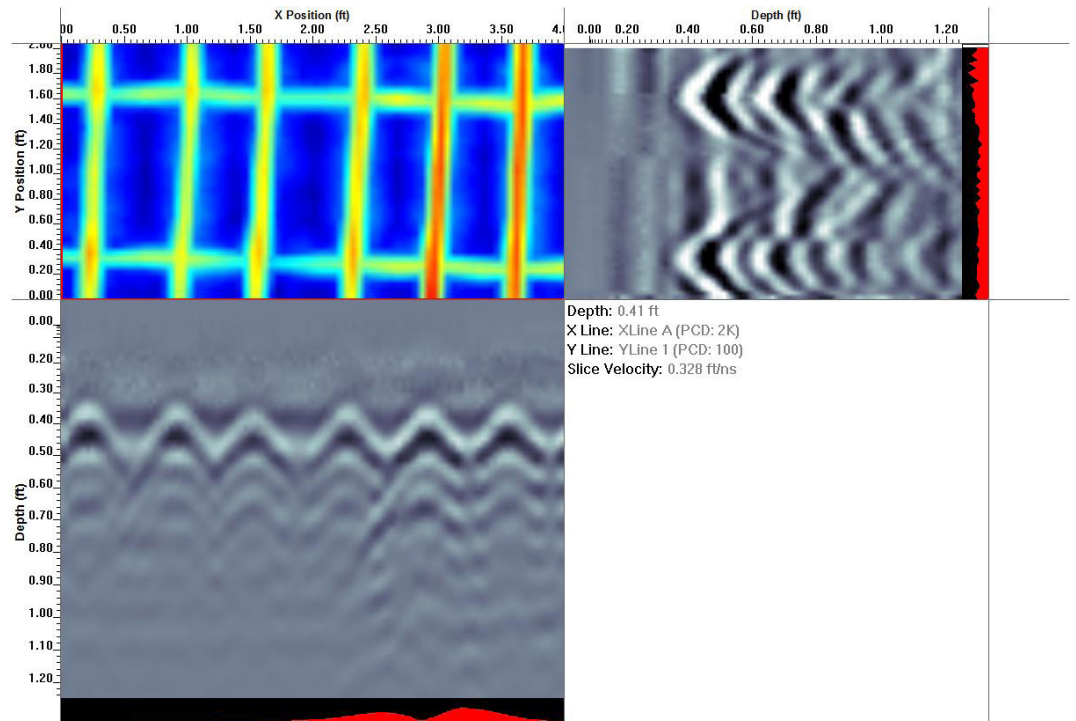 X Position (ft)
00 0.50 1.00 1.50 2.00 2.50 3.00 3.50 4.0
Depth (ft)
0.00 0.20 0.40 0.60 0.80 1.00 1.20
Y Position (ft)
2.00
1.80
1.60
1.40
1.20
1.00
0.80
0.60
0.40
0.20
0.00
Depth (ft)
0.00
0.20
0.30
0.40
0.50
0.60
0.70
0.80
0.90
1.00
1.10
1.20
Depth: 0.41 ft
X Line: XLine A (PCD: 2K)
Y Line: YLine 1 (PCD: 100)
Slice Velocity: 0.328 ft/ns